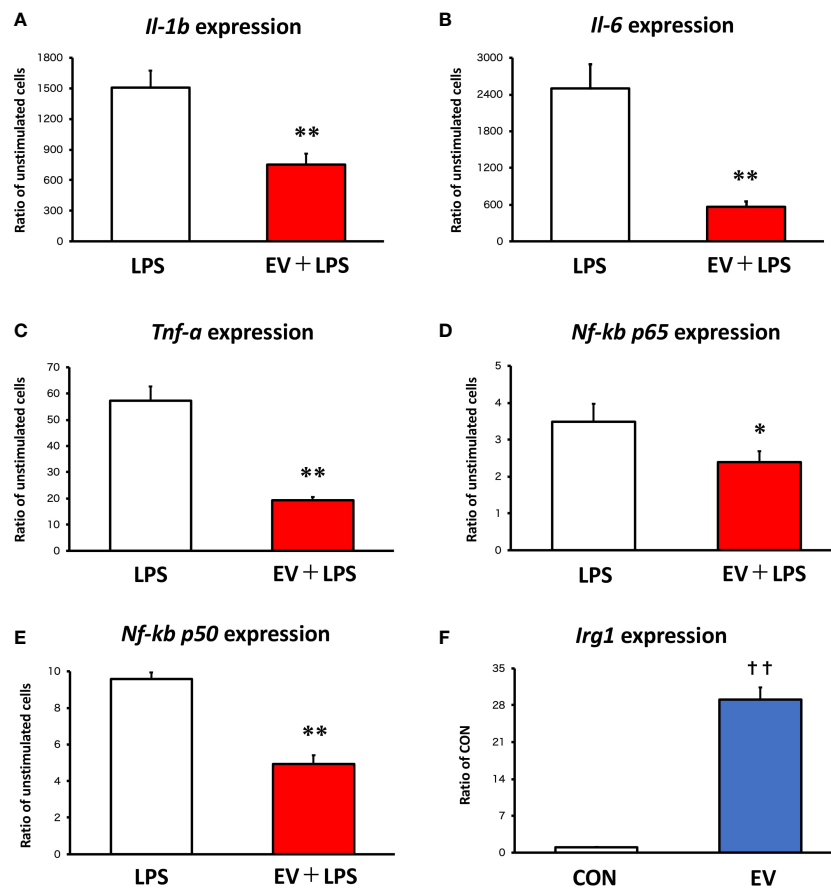 A
Il-1b expression
Ratio of unstimulated cells
1800
1500
1200
900
600
300
0
**
LPS
EV+LPS
B
Il-6 expression
Ratio of unstimulated cells
3000
2400
1800
1200
600
0
**
LPS
EV+LPS
C
Tnf-a expression
Ratio of unstimulated cells
70
60
50
40
30
20
10
0
**
LPS
EV+LPS
D
Nf-kb p65 expression
Ratio of unstimulated cells
5
4
3
2
1
0
*
LPS
EV+LPS
E
Nf-kb p50 expression
Ratio of unstimulated cells
10
8
6
4
2
0
**
LPS
EV+LPS
F
Irg1 expression
Ratio of CON
35
28
21
14
7
0
††
CON
EV